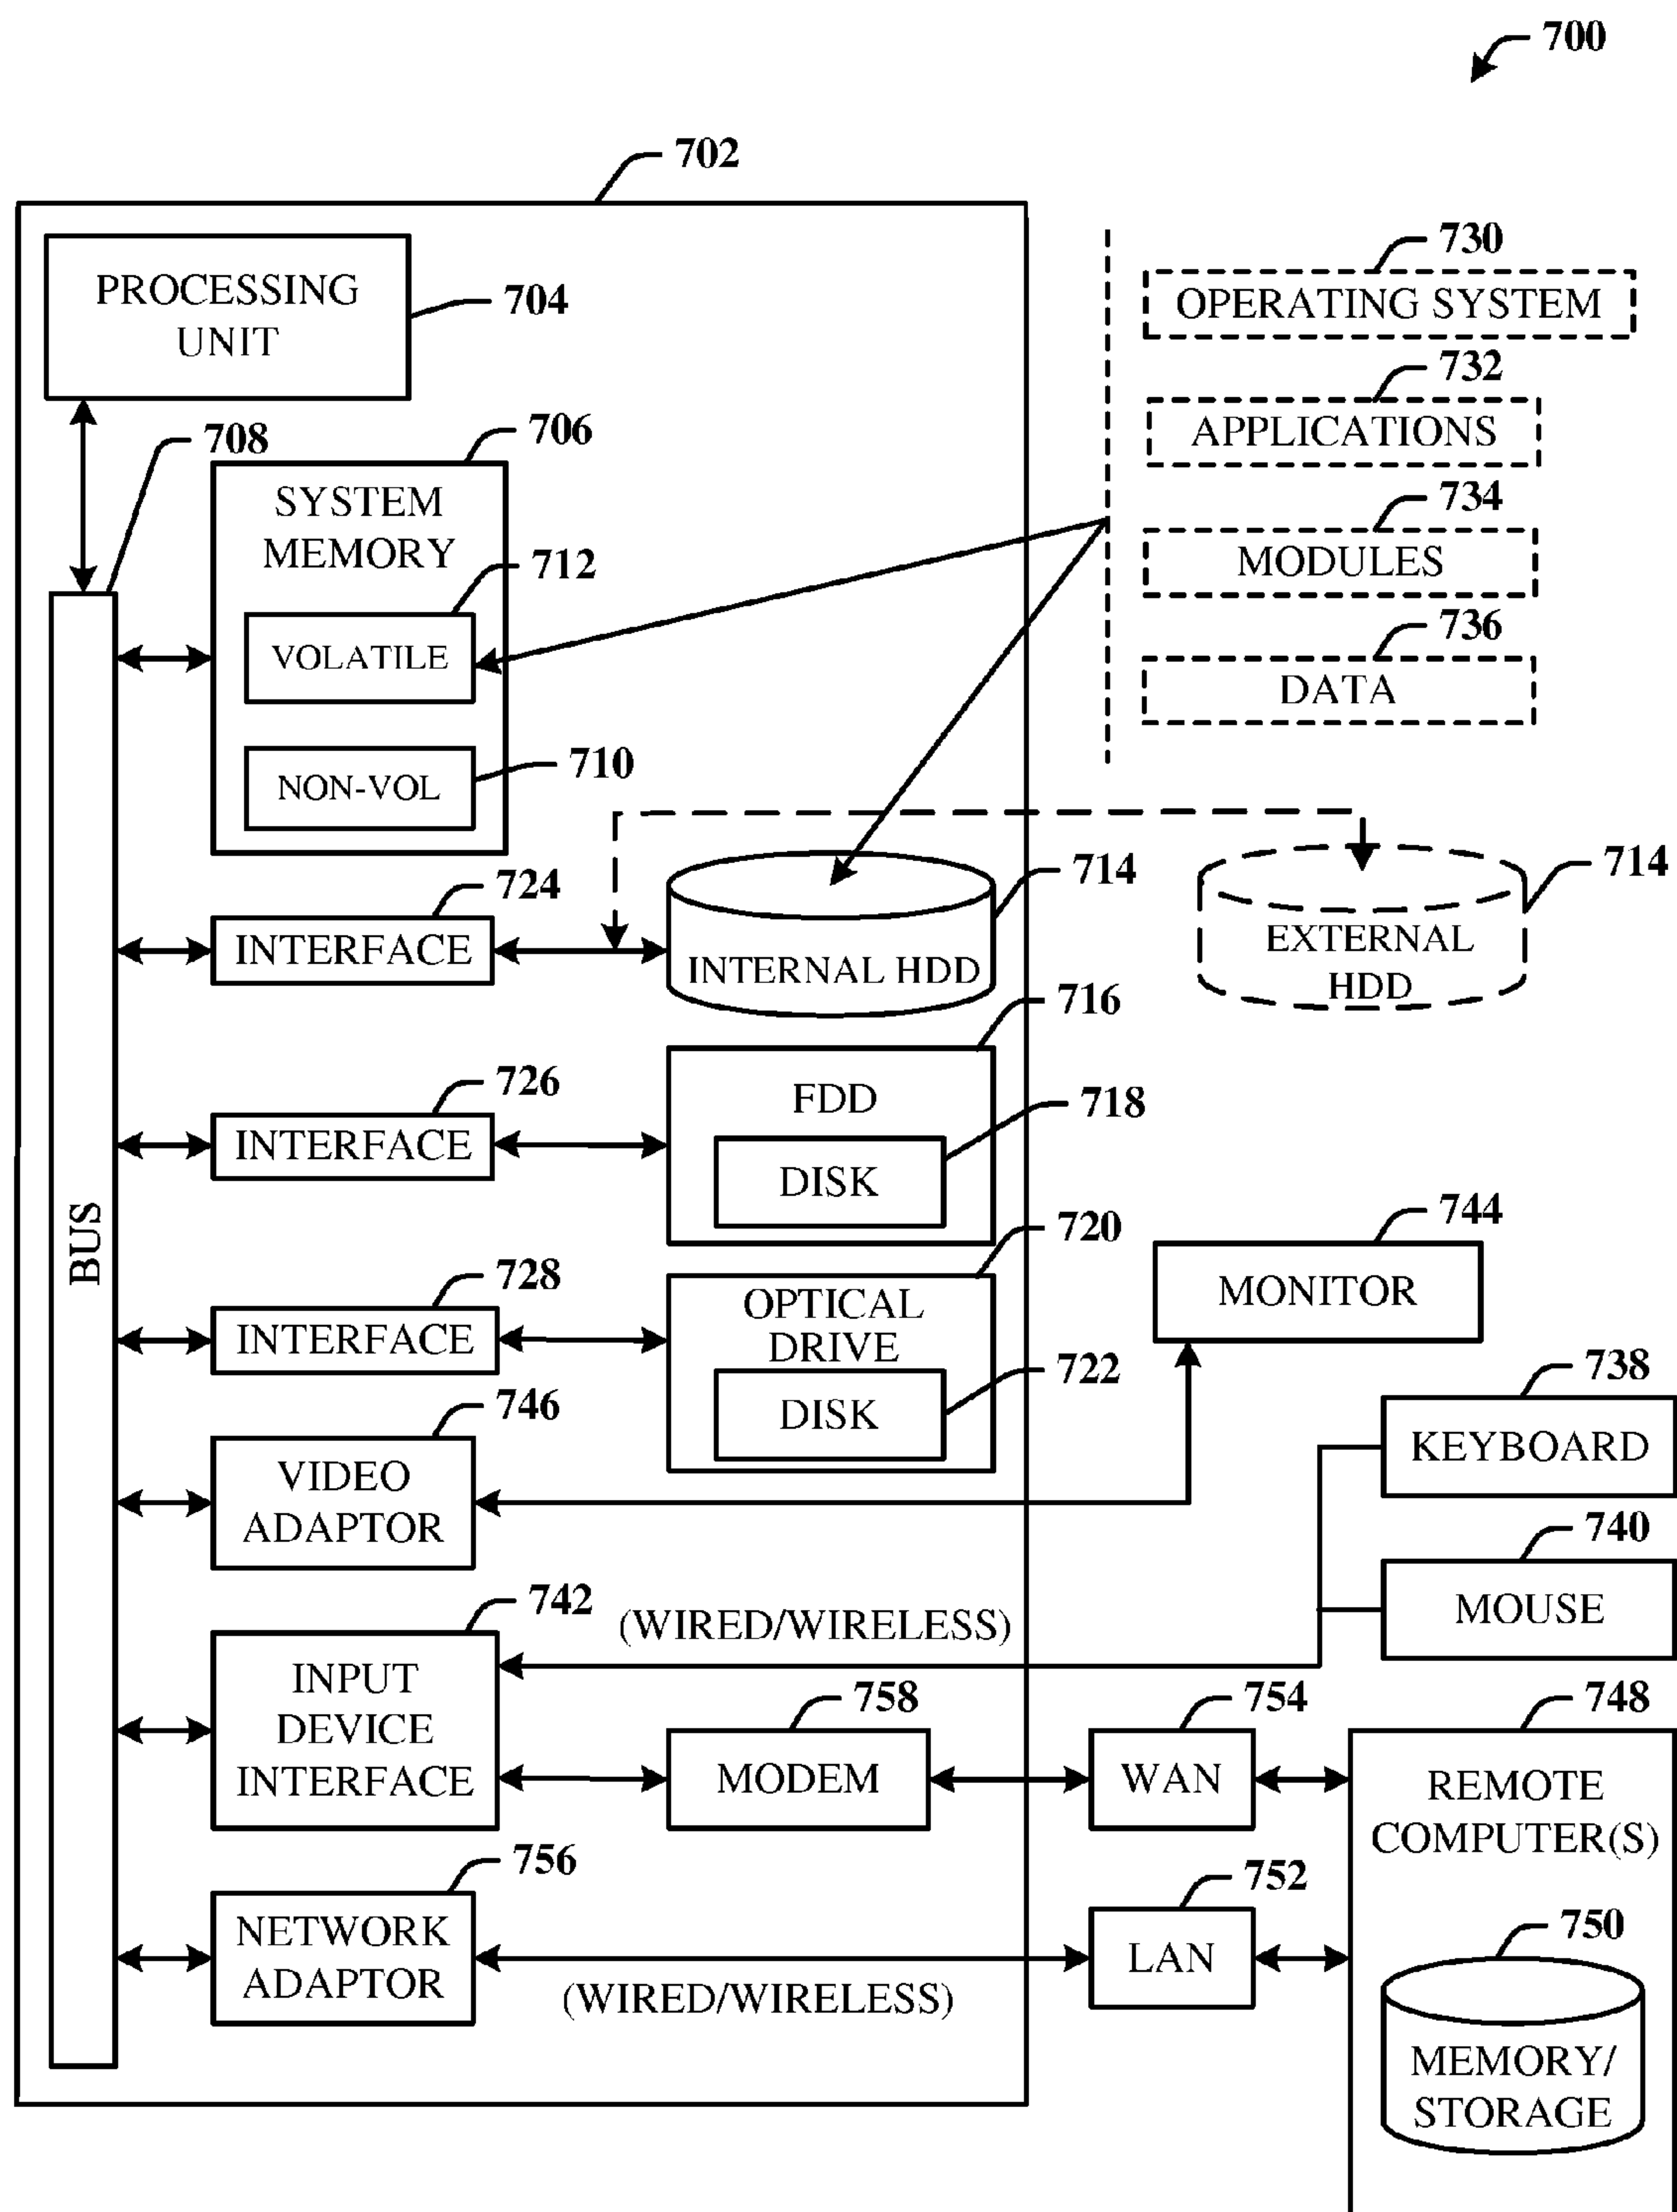 700
702
PROCESSING
UNIT
704
730
OPERATING SYSTEM
732
APPLICATIONS
734
MODULES
736
DATA
708
706
SYSTEM
MEMORY
712
VOLATILE
710
NON-VOL
724
INTERFACE
714
INTERNAL HDD
714
EXTERNAL
HDD
726
INTERFACE
716
FDD
718
DISK
BUS
728
INTERFACE
720
OPTICAL
DRIVE
722
DISK
744
MONITOR
746
VIDEO
ADAPTOR
738
KEYBOARD
740
MOUSE
742
INPUT
DEVICE
INTERFACE
(WIRED/WIRELESS)
758
MODEM
754
WAN
748
REMOTE
COMPUTER(S)
756
NETWORK
ADAPTOR
(WIRED/WIRELESS)
752
LAN
750
MEMORY/
STORAGE